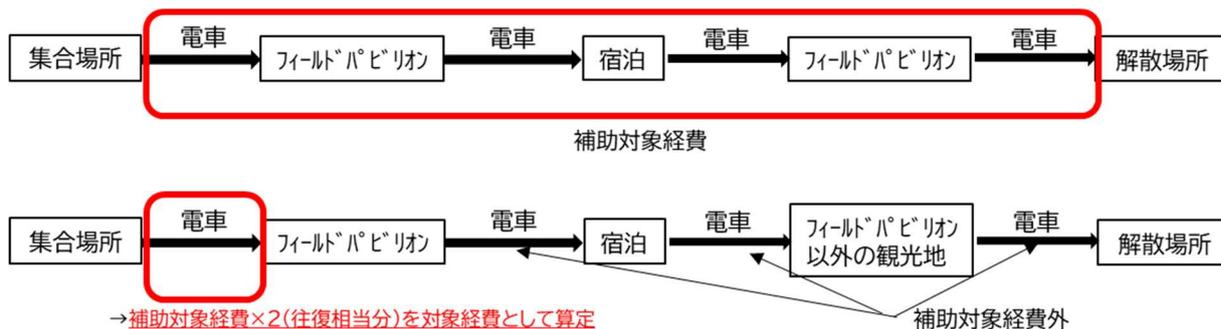 電車 電車 電車 電車
集合場所 ﾌｨｰﾙﾄﾞﾊﾟﾋﾞﾘｵﾝ 宿泊 ﾌｨｰﾙﾄﾞﾊﾟﾋﾞﾘｵﾝ 解散場所
補助対象経費
電車 電車 電車 電車
集合場所 ﾌｨｰﾙﾄﾞﾊﾟﾋﾞﾘｵﾝ 宿泊 ﾌｨｰﾙﾄﾞﾊﾟﾋﾞﾘｵﾝ 解散場所
以外の観光地
→補助対象経費×2(往復相当分)を対象経費として算定 補助対象経費外